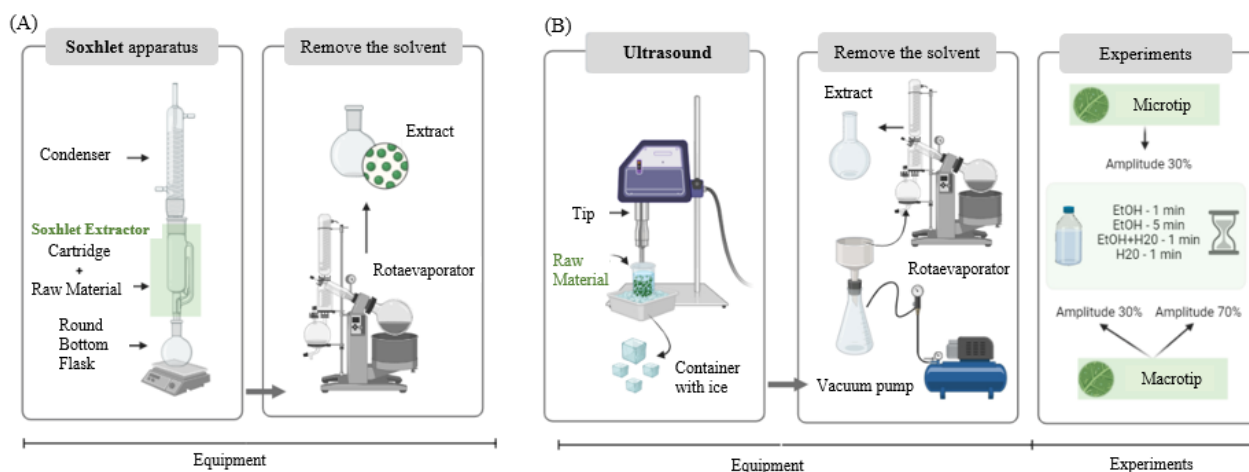 (A)
Soxhlet apparatus
Condenser
Soxhlet Extractor
Cartridge
+
Raw Material
Round
Bottom
Flask
Remove the solvent
Extract
Rotaevaporator
Equipment
(B)
Ultrasound
Tip
Raw
Material
Container
with ice
Remove the solvent
Extract
Rotaevaporator
Vacuum pump
Equipment
Experiments
Microtip
Amplitude 30%
EtOH - 1 min
EtOH - 5 min
EtOH+H20 - 1 min
H20 - 1 min
Amplitude 30% Amplitude 70%
Macrotip
Experiments